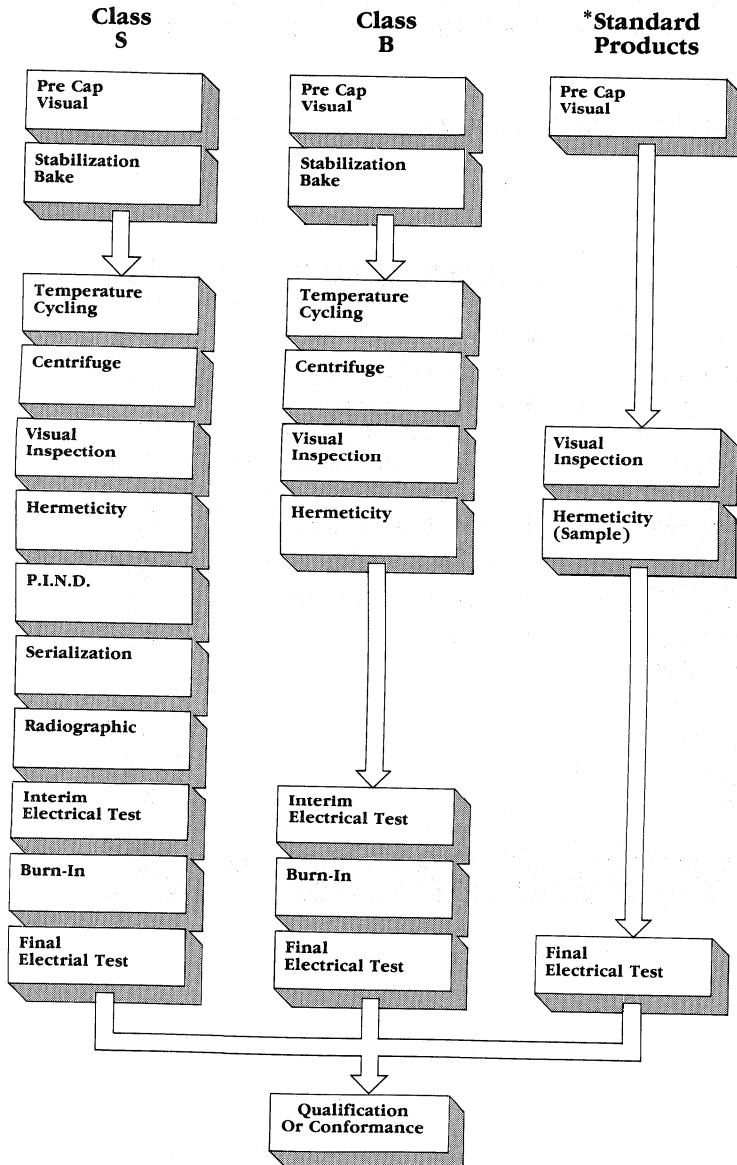 Class
S
Pre Cap
Visual
Stabilization
Bake
Temperature
Cycling
Centrifuge
Visual
Inspection
Hermeticity
P.I.N.D.
Serialization
Radiographic
Interim
Electrical Test
Burn-In
Final
Electrial Test
Class
B
Pre Cap
Visual
Stabilization
Bake
Temperature
Cycling
Centrifuge
Visual
Inspection
Hermeticity
Interim
Electrical Test
Burn-In
Final
Electrical Test
*Standard
Products
Pre Cap
Visual
Visual
Inspection
Hermeticity
(Sample)
Final
Electrical Test
Qualification
Or Conformance